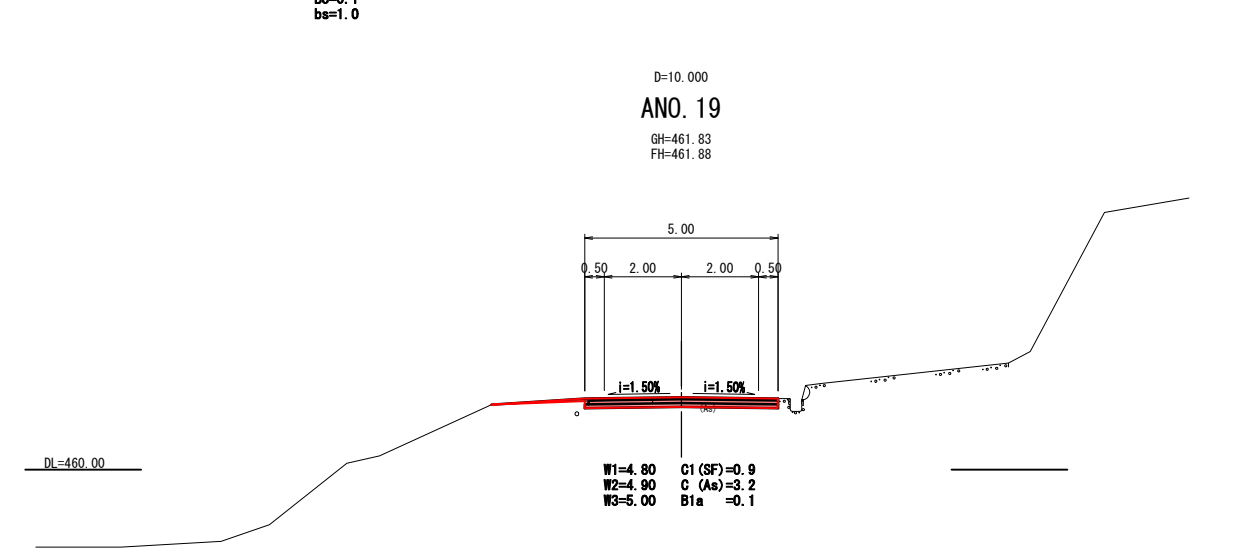 bs=1.0
D=10.000
ANO.19
GH=461.83
FH=461.88
5.00
0.50 2.00 2.00 0.50
i=1.50% i=1.50%
(As)
DL=460.00
W1=4.80 C1(SF)=0.9
W2=4.90 C (As)=3.2
W3=5.00 B1a =0.1